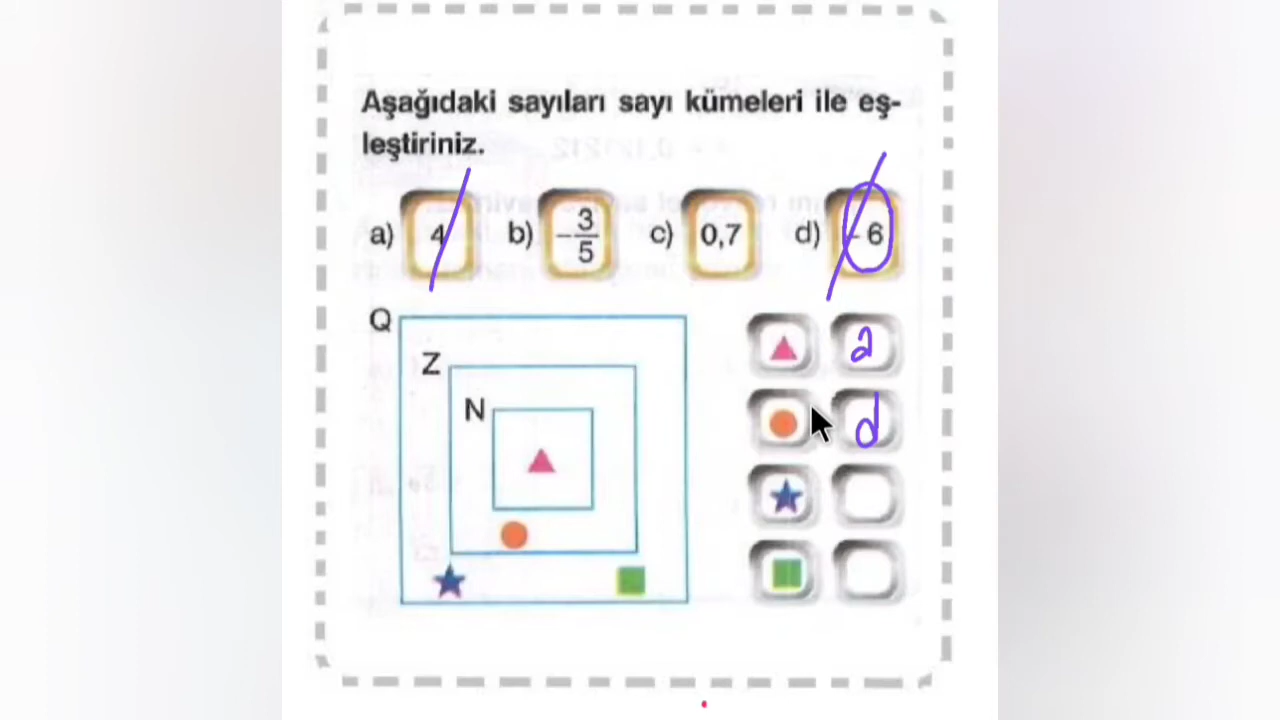 Aşağıdaki sayıları sayı kümeleri ile eş-
leştiriniz.
a) 4 b) -3/5 c) 0,7 d) -6
Q
a
Z
N
d